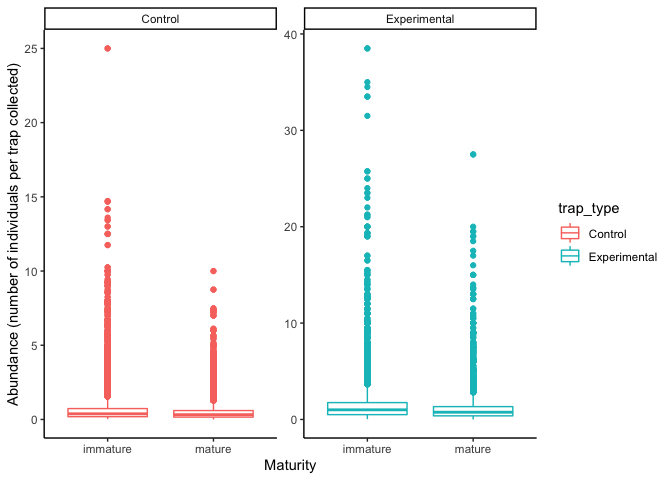 Control
Experimental
Abundance (number of individuals per trap collected)
25
20
15
10
5
0
40
30
20
10
0
immature
mature
immature
mature
Maturity
trap_type
Control
Experimental